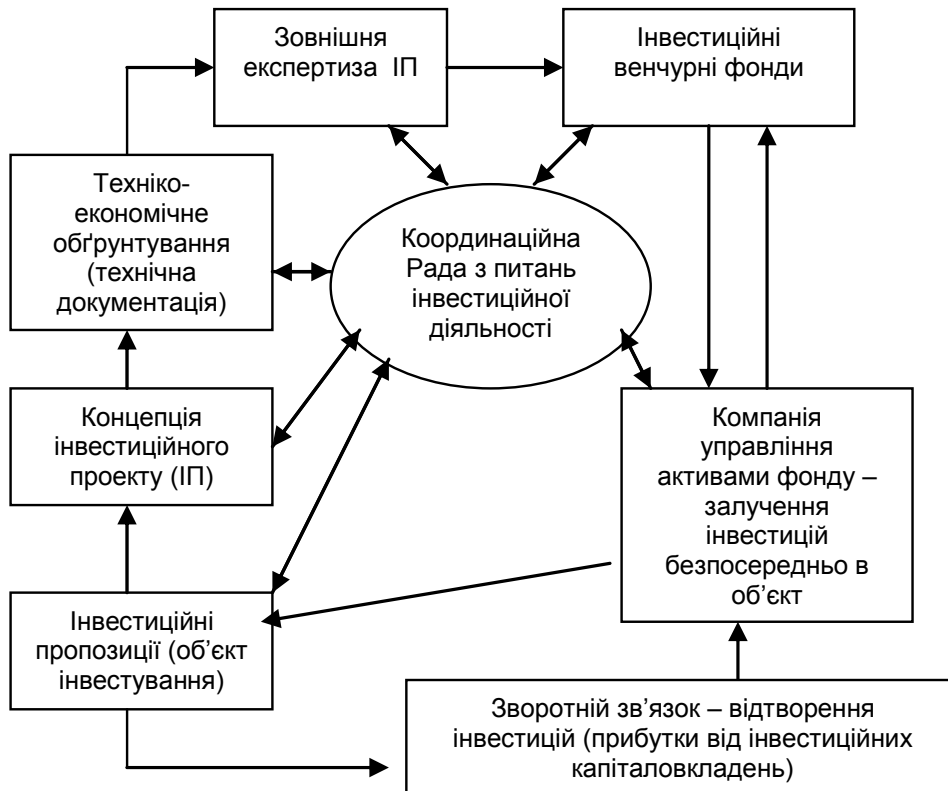 Зовнішня
експертиза ІП
Інвестиційні
венчурні фонди
Техніко-
економічне
обґрунтування
(технічна
документація)
Координаційна
Рада з питань
інвестиційної
діяльності
Концепція
інвестиційного
проекту (ІП)
Компанія
управління
активами фонду –
залучення
інвестицій
безпосередньо в
об’єкт
Інвестиційні
пропозиції (об’єкт
інвестування)
Зворотній зв’язок – відтворення
інвестицій (прибутки від інвестиційних
капіталовкладень)